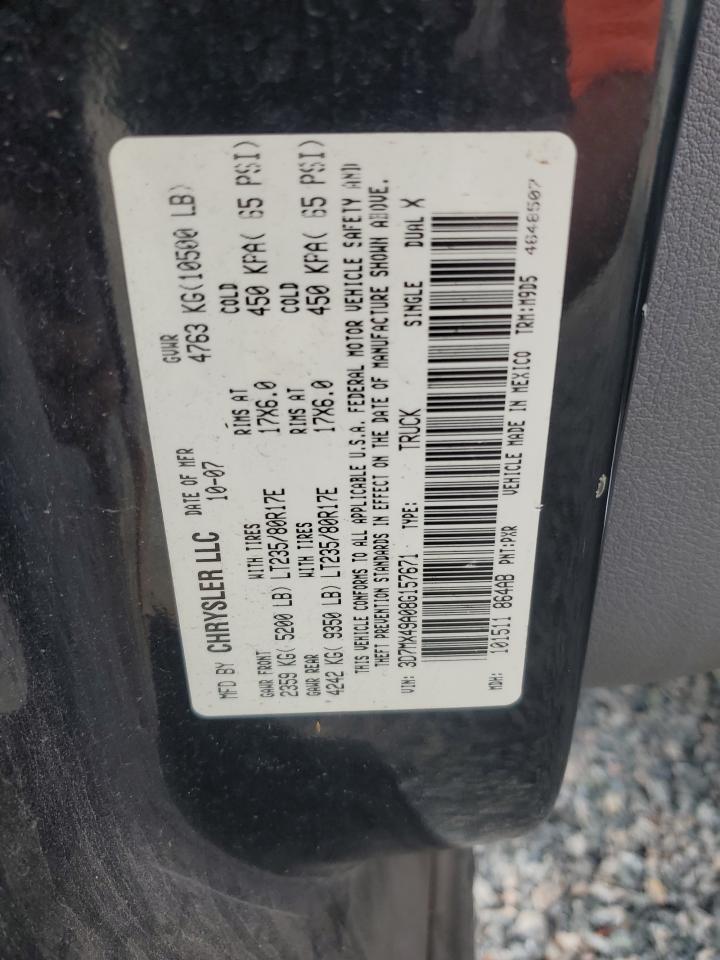 MFD BY CHRYSLER LLC DATE OF MFR GVWR
10-07 4763 KG(10500 LB)
GAWR FRONT WITH TIRES RIMS AT COLD
2359 KG( 5200 LB) LT235/80R17E 17X6.0 450 KPA( 65 PSI)
GAWR REAR WITH TIRES RIMS AT COLD
4242 KG( 9350 LB) LT235/80R17E 17X6.0 450 KPA( 65 PSI)
THIS VEHICLE CONFORMS TO ALL APPLICABLE U.S.A. FEDERAL MOTOR VEHICLE SAFETY AND
THEFT PREVENTION STANDARDS IN EFFECT ON THE DATE OF MANUFACTURE SHOWN ABOVE.
VIN: 3D7MX49A08G157671 TYPE: TRUCK SINGLE DUAL X
MDH: 101511 864AB PNT:PXR VEHICLE MADE IN MEXICO TRM:M9D5 4648507